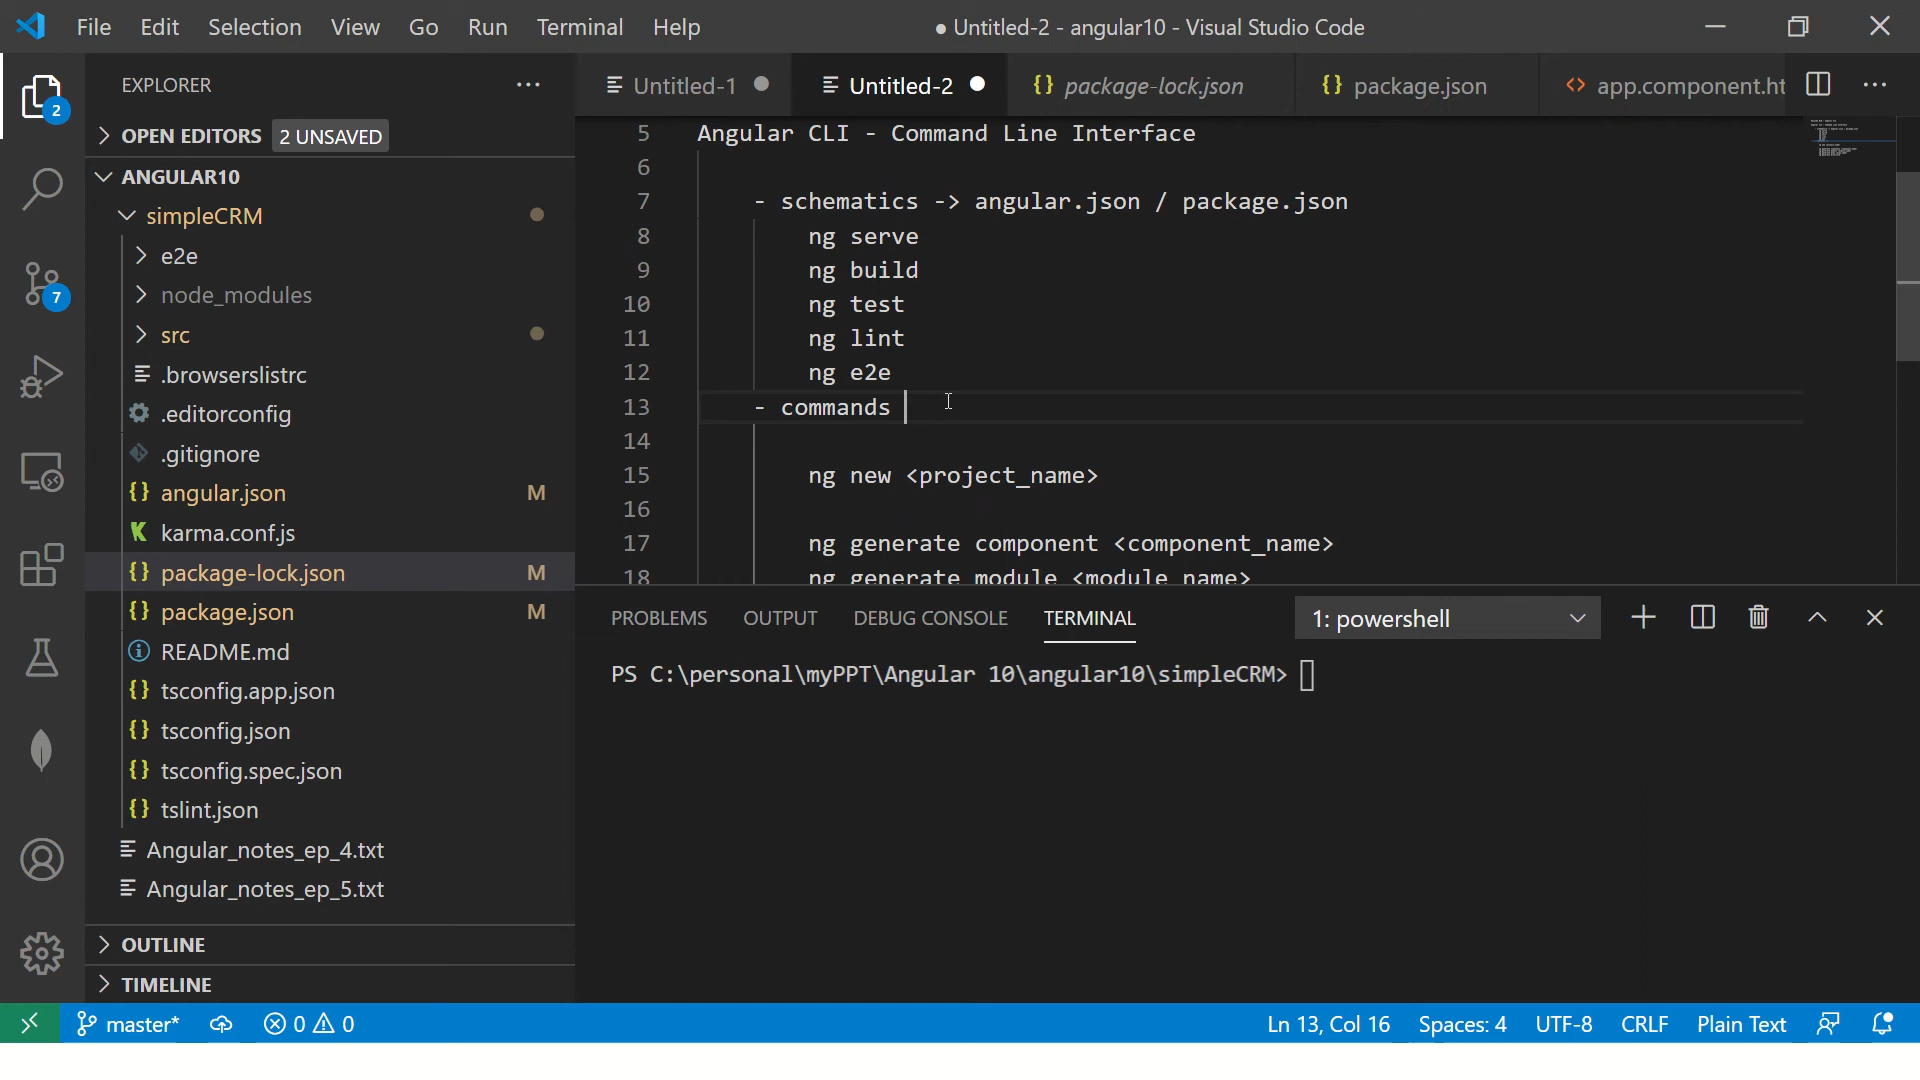 File Edit Selection View Go Run Terminal Help
● Untitled-2 - angular10 - Visual Studio Code
EXPLORER
Untitled-1
Untitled-2
{} package-lock.json
{} package.json
<> app.component.ht
2
OPEN EDITORS 2 UNSAVED
ANGULAR10
simpleCRM
e2e
node_modules
src
.browserslistrc
.editorconfig
.gitignore
{} angular.json M
karma.conf.js
{} package-lock.json M
{} package.json M
README.md
{} tsconfig.app.json
{} tsconfig.json
{} tsconfig.spec.json
{} tslint.json
Angular_notes_ep_4.txt
Angular_notes_ep_5.txt
OUTLINE
TIMELINE
7
5 Angular CLI - Command Line Interface
6
7 - schematics -> angular.json / package.json
8 ng serve
9 ng build
10 ng test
11 ng lint
12 ng e2e
13 - commands
14
15 ng new <project_name>
16
17 ng generate component <component_name>
18 ng generate module <module_name>
PROBLEMS OUTPUT DEBUG CONSOLE TERMINAL
1: powershell
PS C:\personal\myPPT\Angular 10\angular10\simpleCRM>
master* 0 0
Ln 13, Col 16 Spaces: 4 UTF-8 CRLF Plain Text